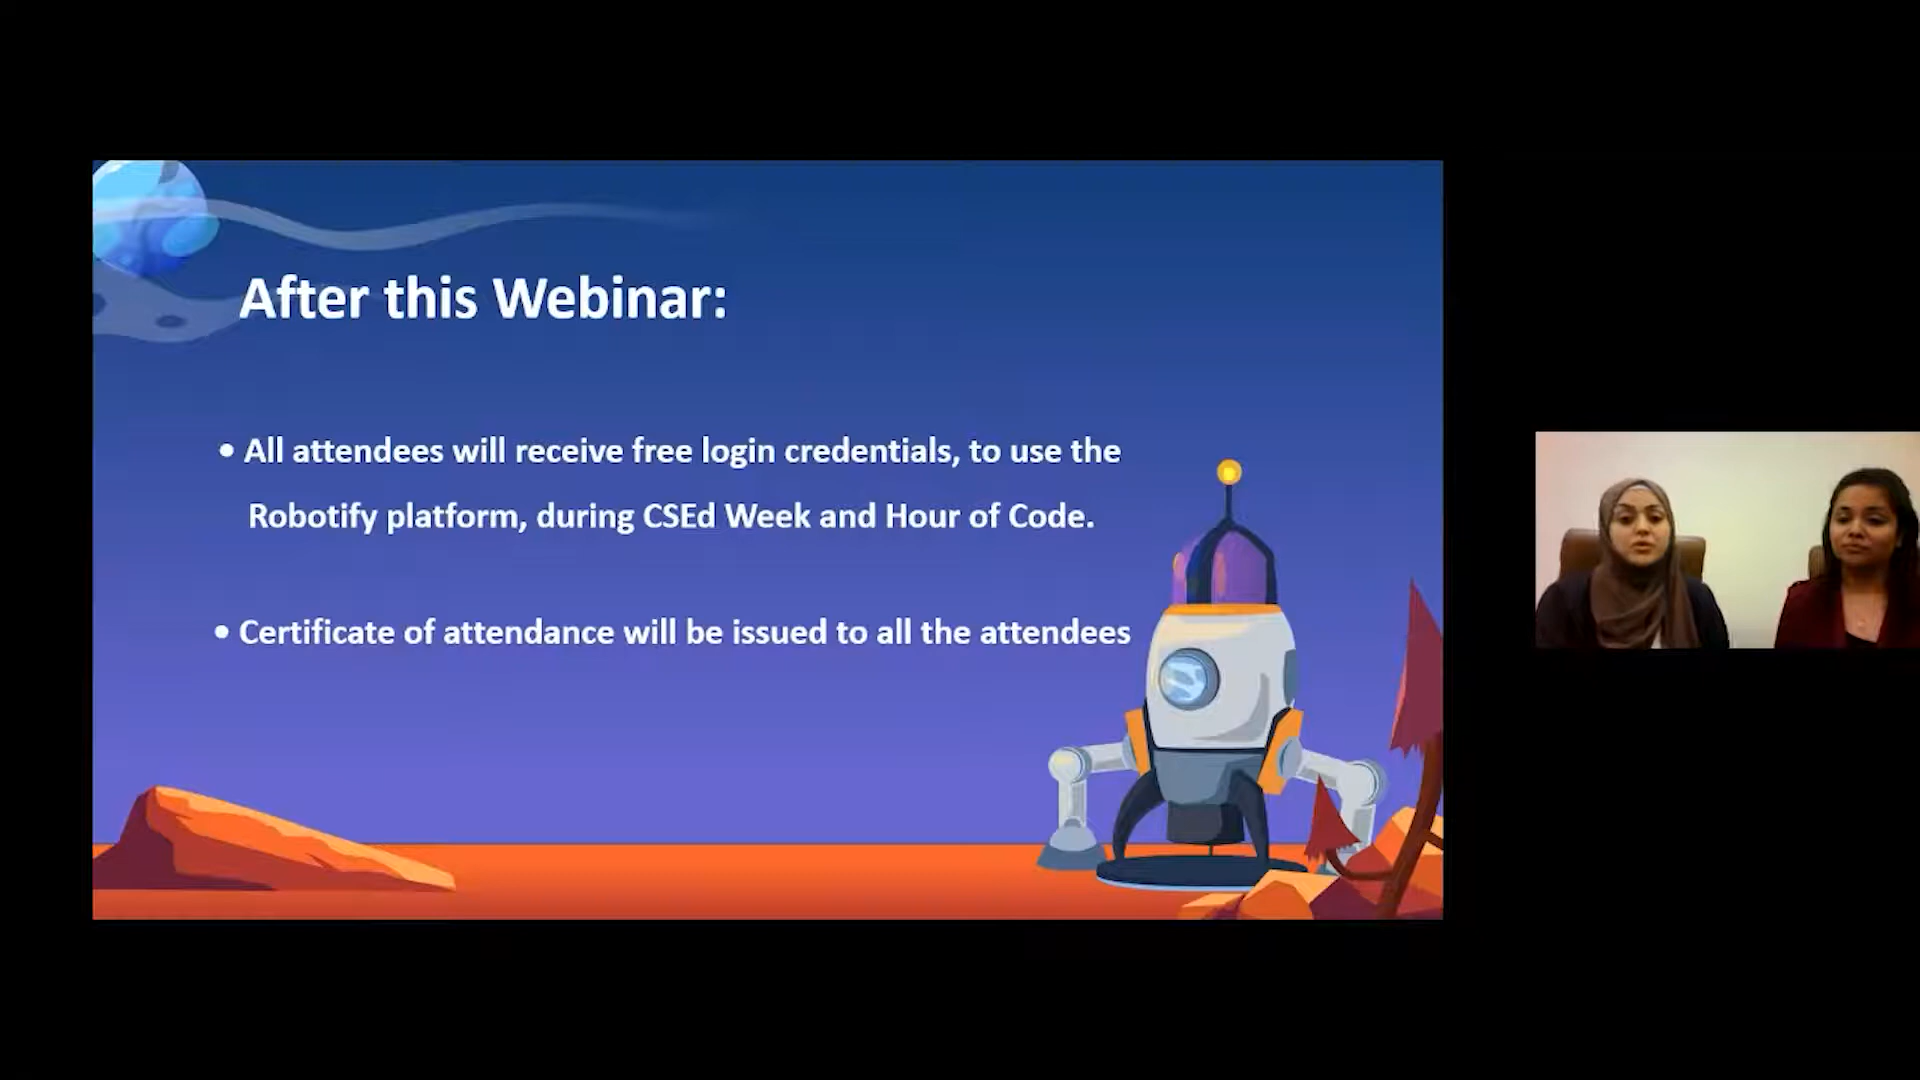 After this Webinar:
• All attendees will receive free login credentials, to use the
Robotify platform, during CSEd Week and Hour of Code.
• Certificate of attendance will be issued to all the attendees